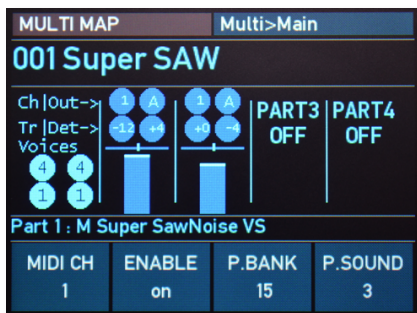 MULTI MAP Multi>Main
001 Super SAW
Ch|Out-> 1 A 1 A PART3 PART4
Tr|Det-> -12 +4 +0 -4 OFF OFF
Voices
4 4
1 1
Part 1 : M Super SawNoise VS
MIDI CH ENABLE P.BANK P.SOUND
1 on 15 3